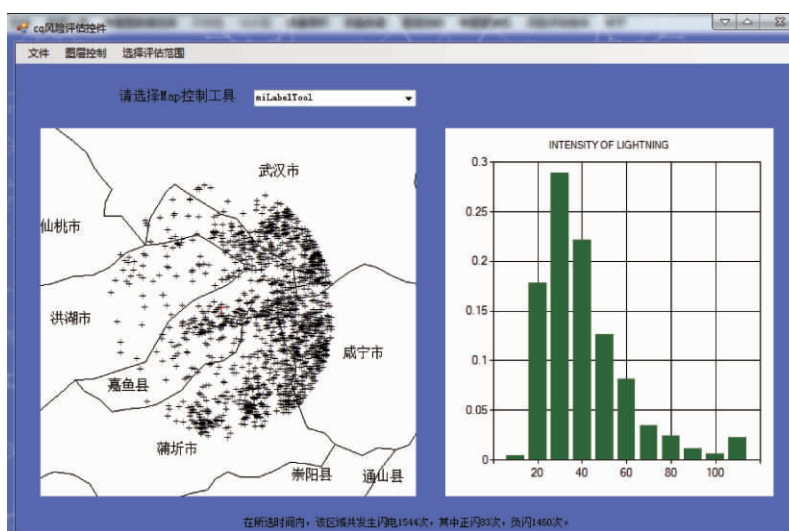 cq风险评估控件
文件 图层控制 选择评估范围
请选择Map控制工具 miLabelTool
武汉市
仙桃市
洪湖市
咸宁市
嘉鱼县
蒲圻市
崇阳县 通山县
INTENSITY OF LIGHTNING
0.3
0.25
0.2
0.15
0.1
0.05
0
20 40 60 80 100
在所选时间内，该区域共发生闪电1544次，其中正闪83次，负闪1460次。